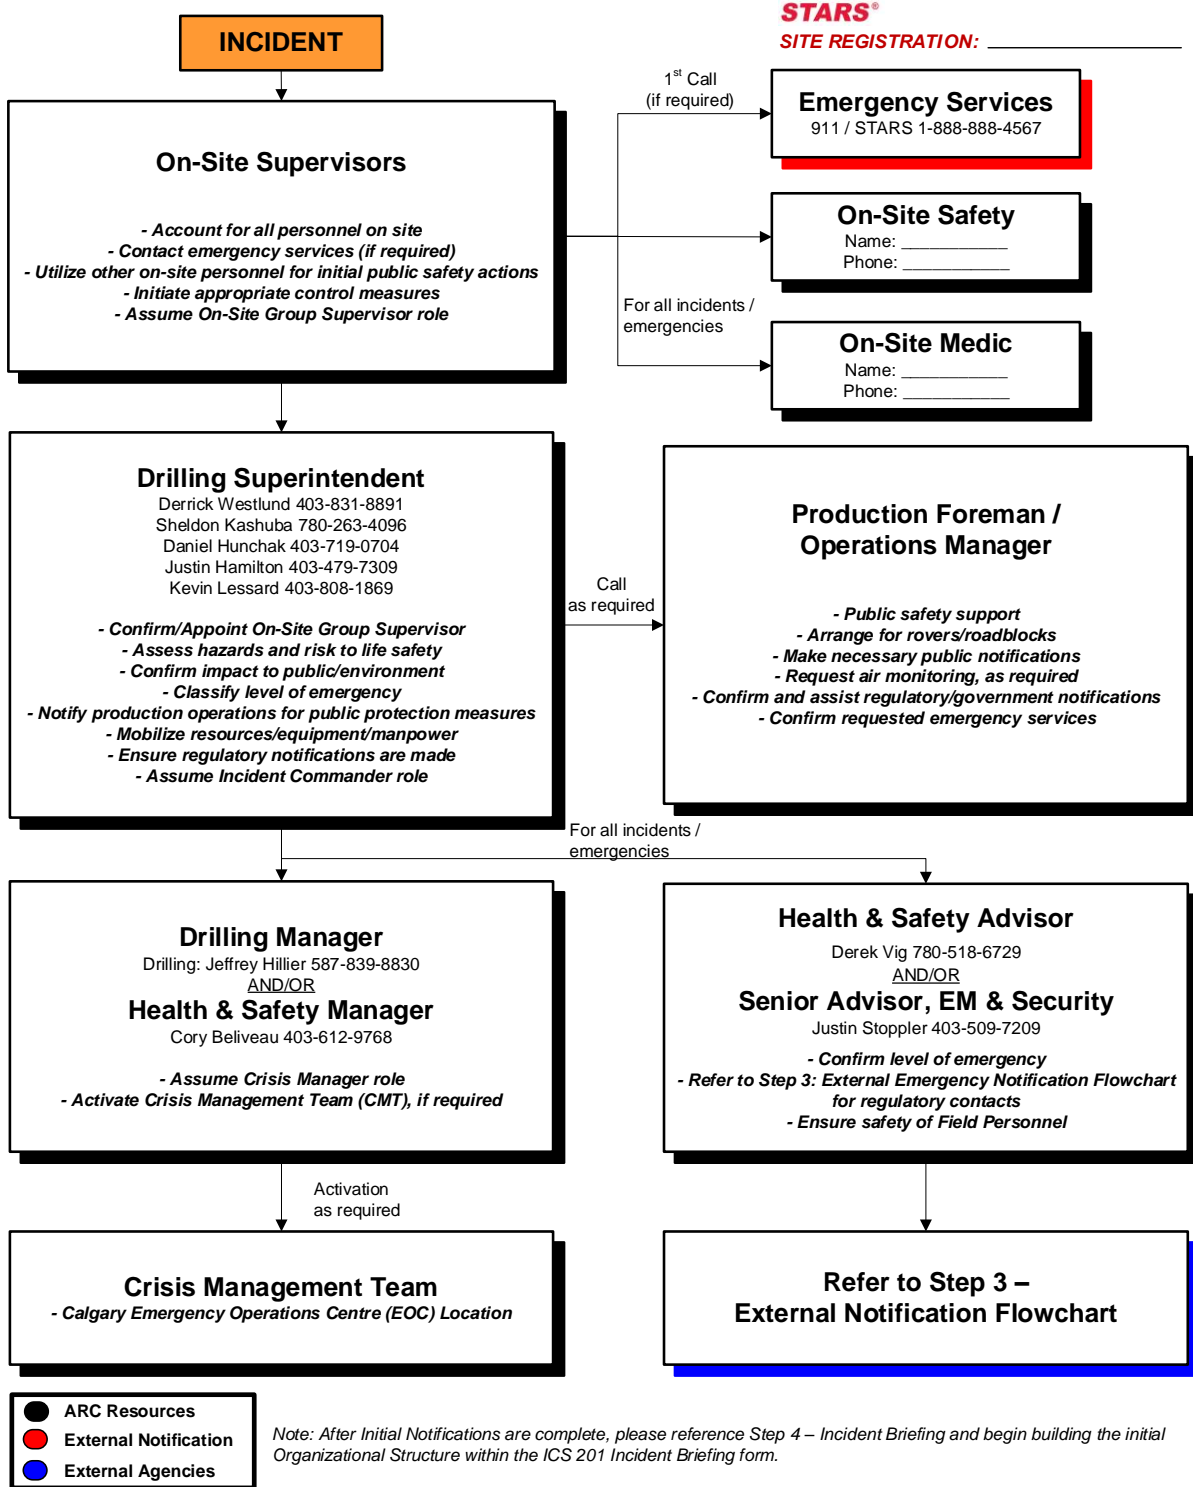 STARS®
SITE REGISTRATION: ____________________
INCIDENT
1st Call
(if required)
Emergency Services
911 / STARS 1-888-888-4567
On-Site Supervisors
- Account for all personnel on site
- Contact emergency services (if required)
- Utilize other on-site personnel for initial public safety actions
- Initiate appropriate control measures
- Assume On-Site Group Supervisor role
On-Site Safety
Name: ___________
Phone: ___________
For all incidents /
emergencies
On-Site Medic
Name: ___________
Phone: ___________
Drilling Superintendent
Derrick Westlund 403-831-8891
Sheldon Kashuba 780-263-4096
Daniel Hunchak 403-719-0704
Justin Hamilton 403-479-7309
Kevin Lessard 403-808-1869
- Confirm/Appoint On-Site Group Supervisor
- Assess hazards and risk to life safety
- Confirm impact to public/environment
- Classify level of emergency
- Notify production operations for public protection measures
- Mobilize resources/equipment/manpower
- Ensure regulatory notifications are made
- Assume Incident Commander role
Call
as required
Production Foreman /
Operations Manager
- Public safety support
- Arrange for rovers/roadblocks
- Make necessary public notifications
- Request air monitoring, as required
- Confirm and assist regulatory/government notifications
- Confirm requested emergency services
For all incidents /
emergencies
Drilling Manager
Drilling: Jeffrey Hillier 587-839-8830
AND/OR
Health & Safety Manager
Cory Beliveau 403-612-9768
- Assume Crisis Manager role
- Activate Crisis Management Team (CMT), if required
Health & Safety Advisor
Derek Vig 780-518-6729
AND/OR
Senior Advisor, EM & Security
Justin Stoppler 403-509-7209
- Confirm level of emergency
- Refer to Step 3: External Emergency Notification Flowchart
for regulatory contacts
- Ensure safety of Field Personnel
Activation
as required
Crisis Management Team
- Calgary Emergency Operations Centre (EOC) Location
Refer to Step 3 –
External Notification Flowchart
ARC Resources
External Notification
External Agencies
Note: After Initial Notifications are complete, please reference Step 4 – Incident Briefing and begin building the initial
Organizational Structure within the ICS 201 Incident Briefing form.